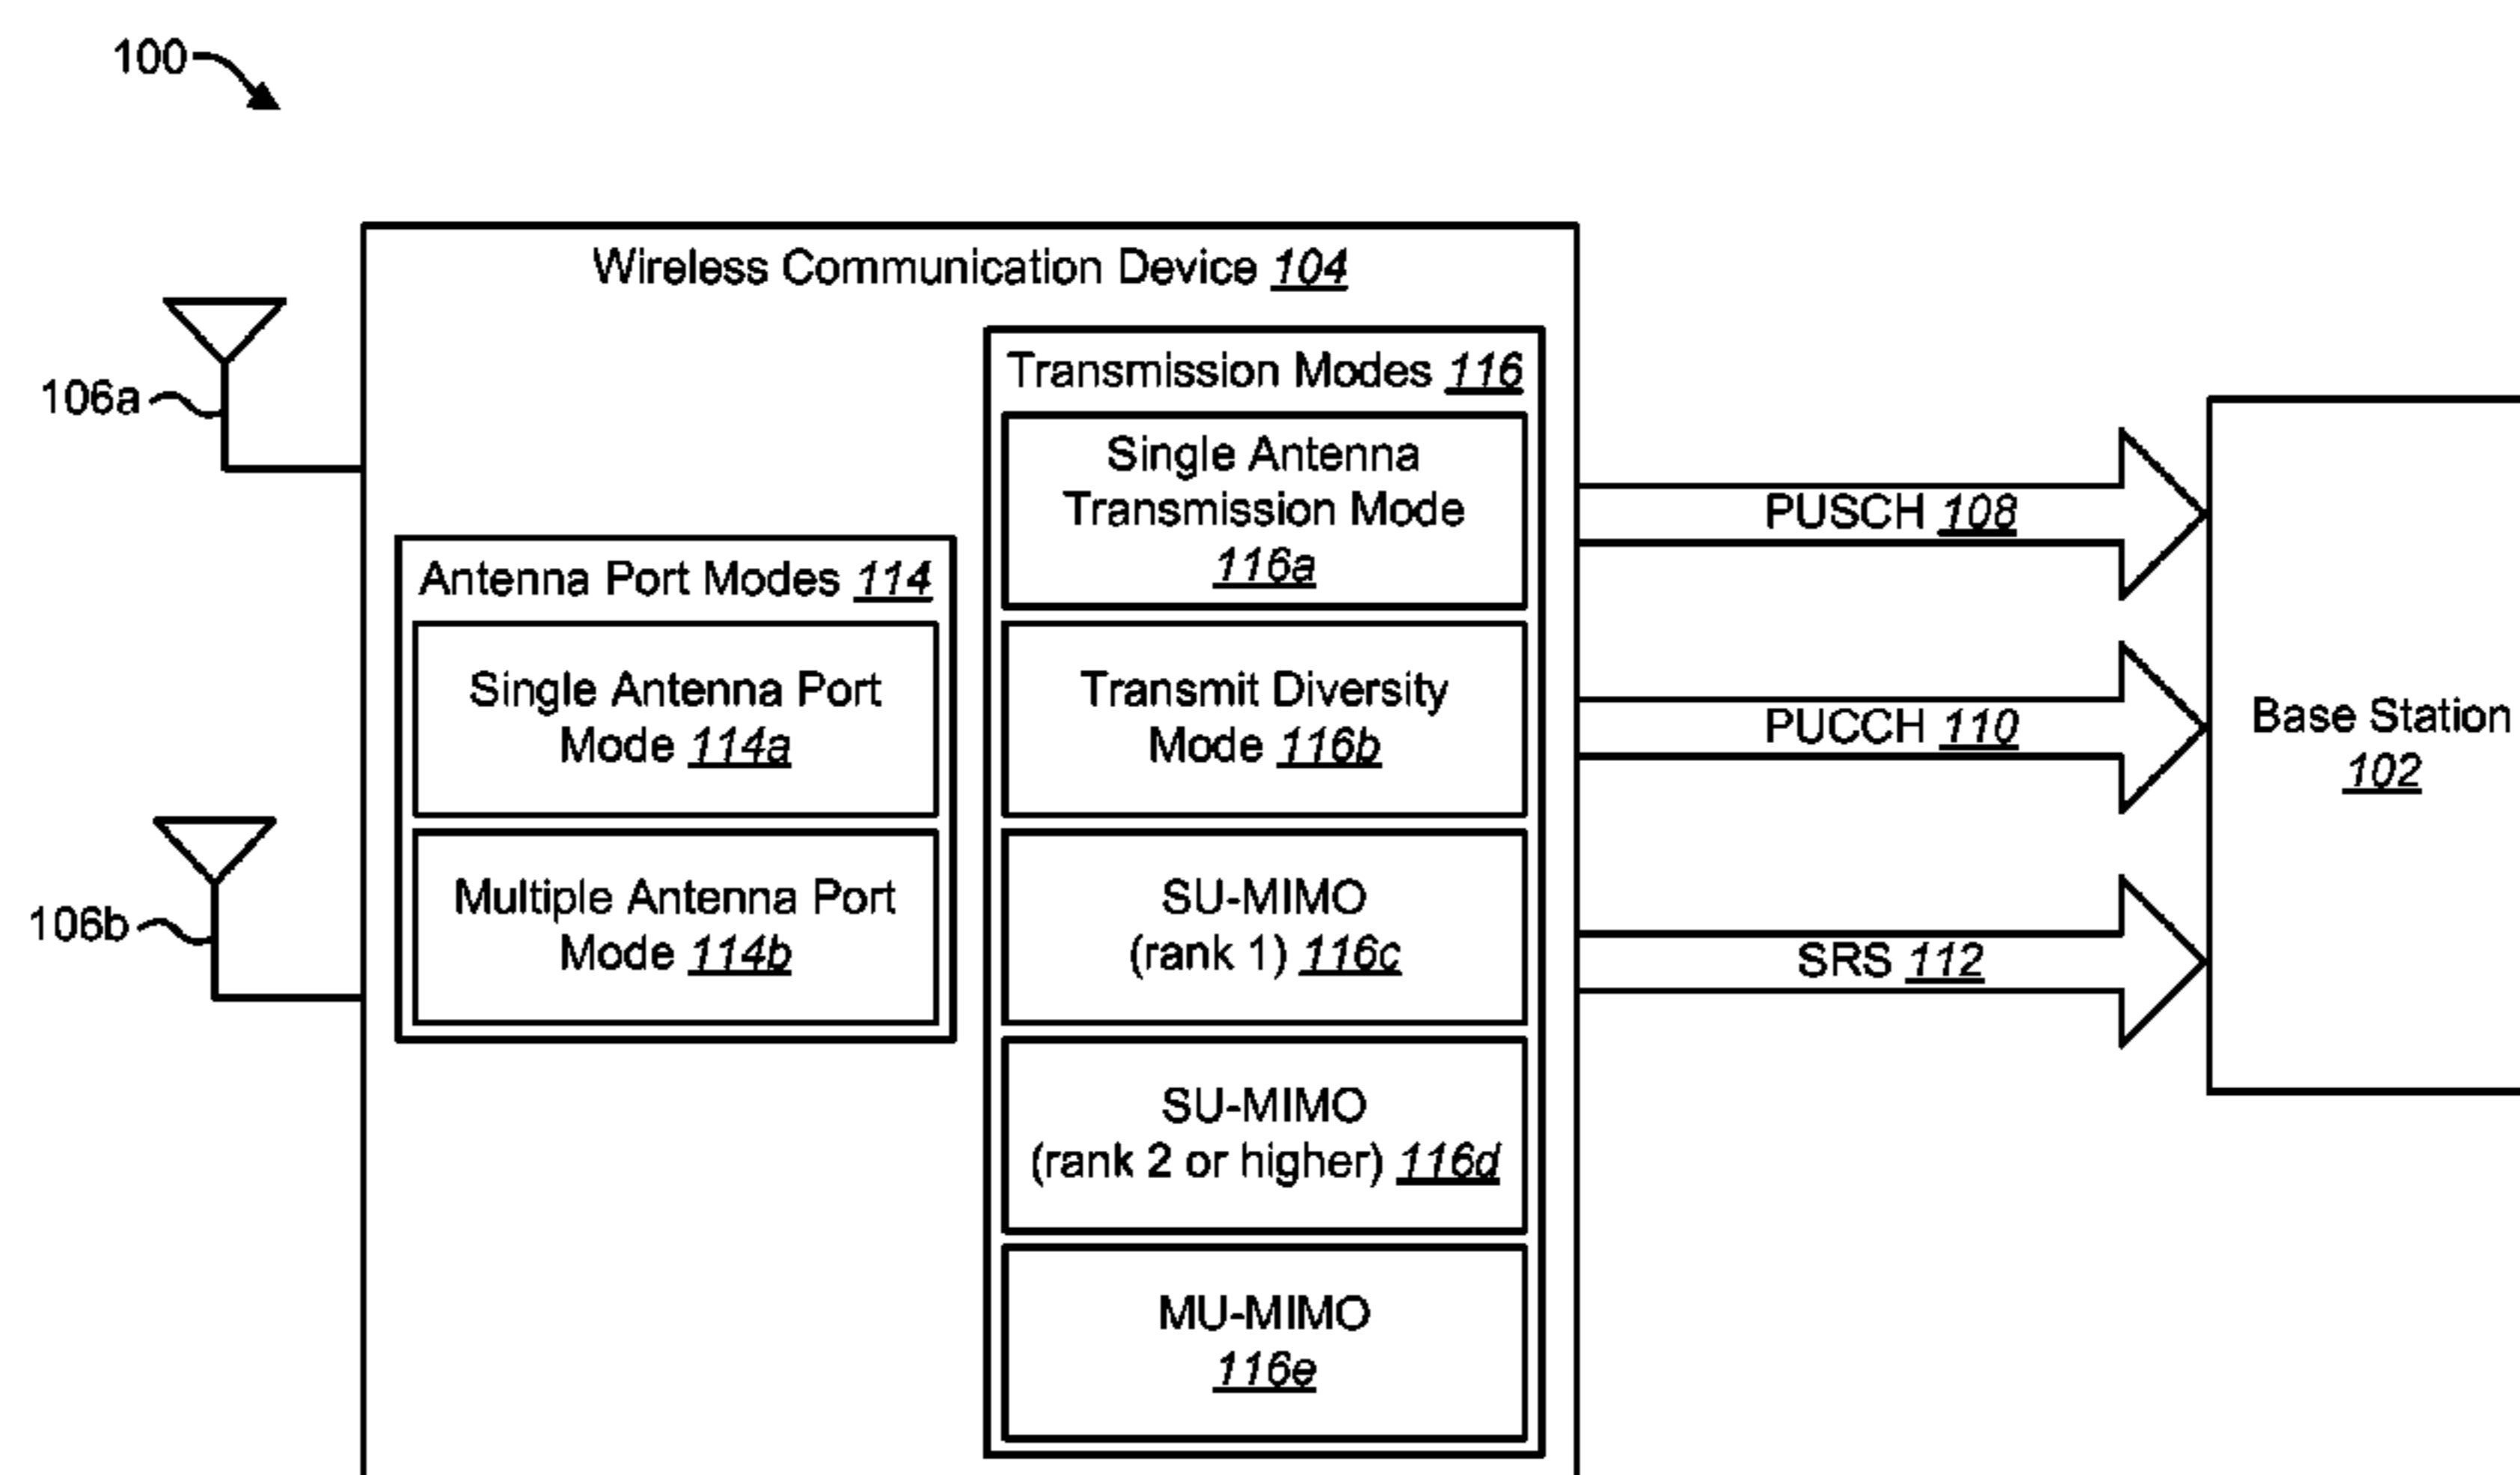 100
Wireless Communication Device 104
106a
Antenna Port Modes 114
Single Antenna Port
Mode 114a
Multiple Antenna Port
Mode 114b
106b
Transmission Modes 116
Single Antenna
Transmission Mode
116a
Transmit Diversity
Mode 116b
SU-MIMO
(rank 1) 116c
SU-MIMO
(rank 2 or higher) 116d
MU-MIMO
116e
PUSCH 108
PUCCH 110
SRS 112
Base Station
102